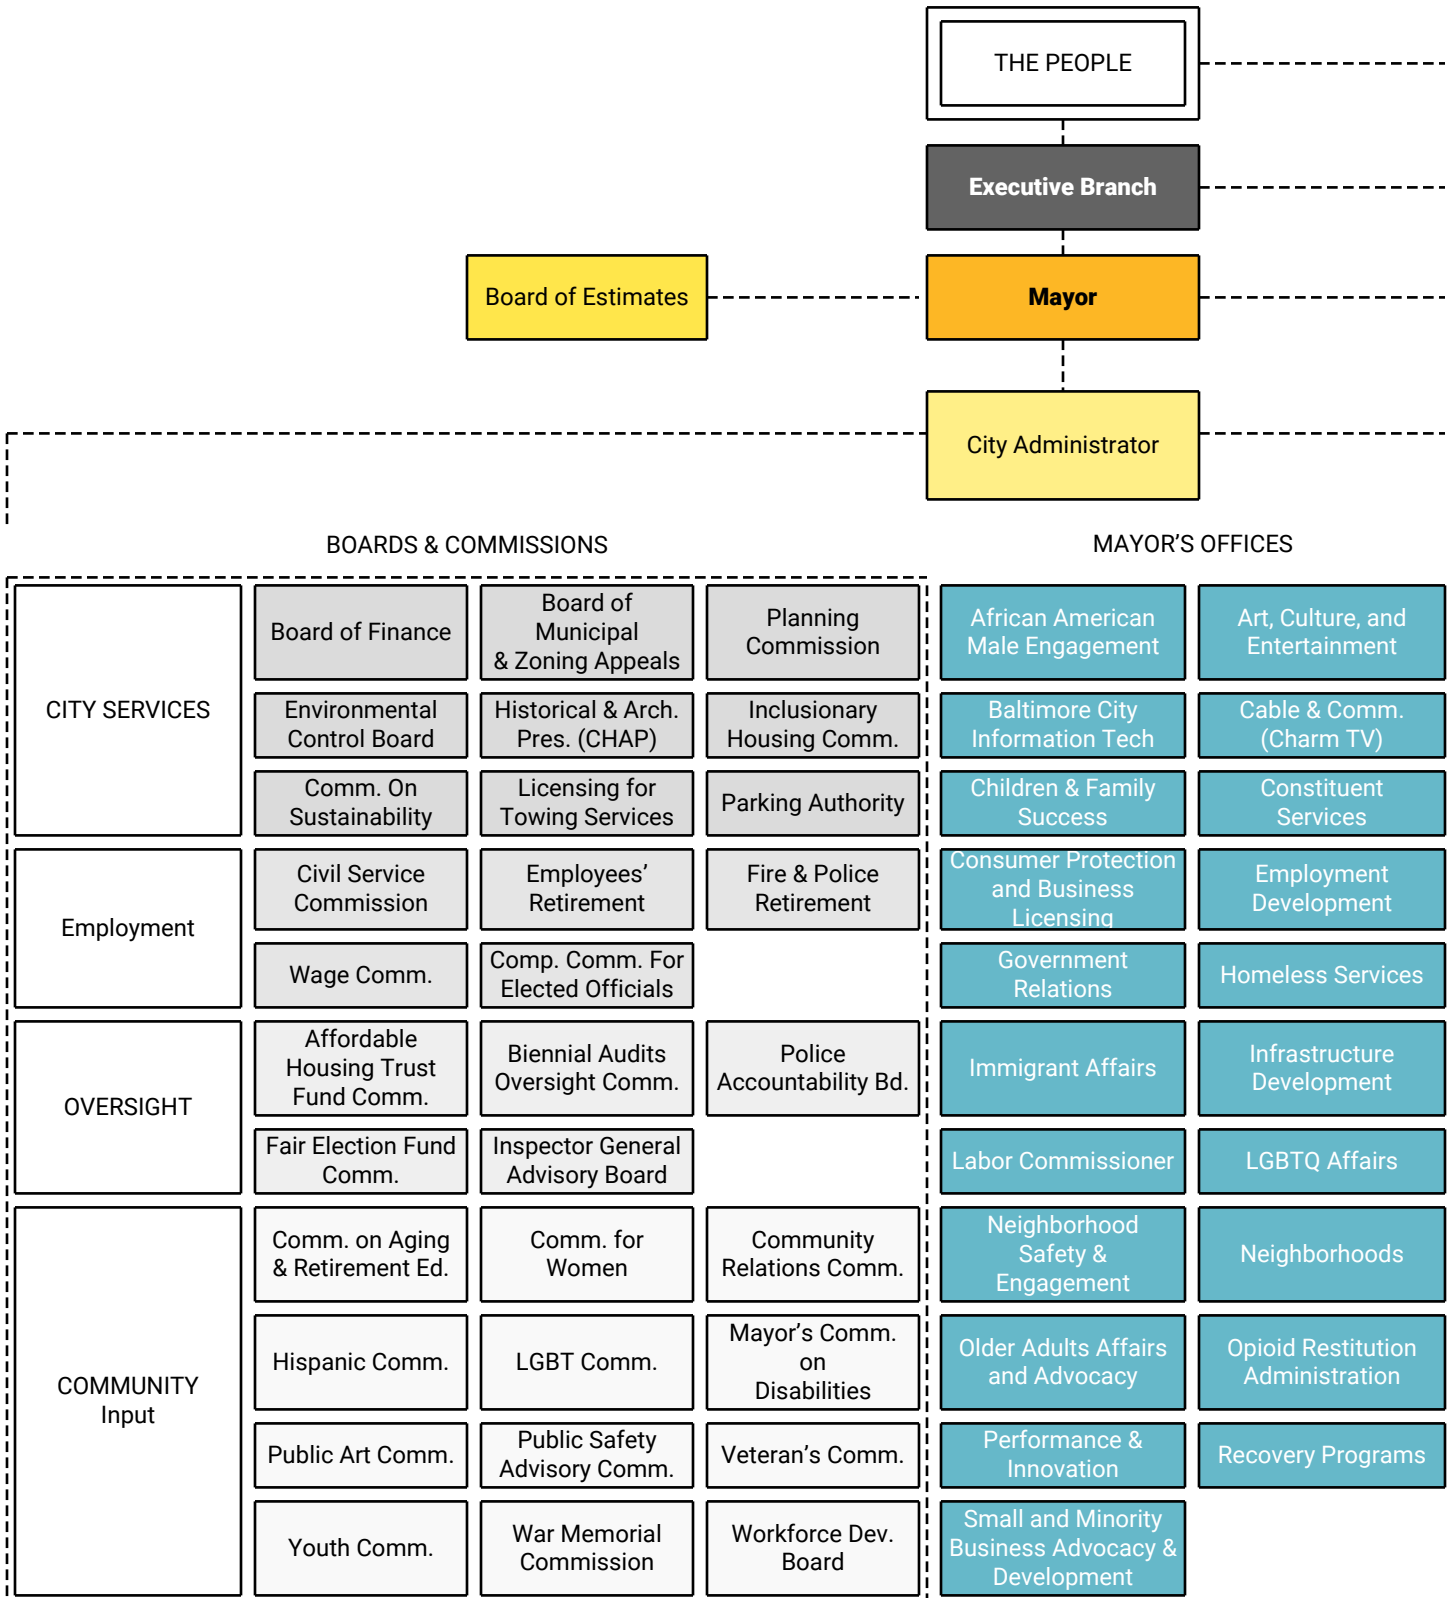 THE PEOPLE
Executive Branch
Board of Estimates
Mayor
City Administrator
BOARDS & COMMISSIONS
MAYOR’S OFFICES
CITY SERVICES
Board of Finance
Board of
Municipal
& Zoning Appeals
Planning
Commission
Environmental
Control Board
Historical & Arch.
Pres. (CHAP)
Inclusionary
Housing Comm.
Comm. On
Sustainability
Licensing for
Towing Services
Parking Authority
Employment
Civil Service
Commission
Employees’
Retirement
Fire & Police
Retirement
Wage Comm.
Comp. Comm. For
Elected Officials
OVERSIGHT
Affordable
Housing Trust
Fund Comm.
Biennial Audits
Oversight Comm.
Police
Accountability Bd.
Fair Election Fund
Comm.
Inspector General
Advisory Board
COMMUNITY
Input
Comm. on Aging
& Retirement Ed.
Comm. for
Women
Community
Relations Comm.
Hispanic Comm.
LGBT Comm.
Mayor’s Comm.
on
Disabilities
Public Art Comm.
Public Safety
Advisory Comm.
Veteran’s Comm.
Youth Comm.
War Memorial
Commission
Workforce Dev.
Board
African American
Male Engagement
Art, Culture, and
Entertainment
Baltimore City
Information Tech
Cable & Comm.
(Charm TV)
Children & Family
Success
Constituent
Services
Consumer Protection
and Business
Licensing
Employment
Development
Government
Relations
Homeless Services
Immigrant Affairs
Infrastructure
Development
Labor Commissioner
LGBTQ Affairs
Neighborhood
Safety &
Engagement
Neighborhoods
Older Adults Affairs
and Advocacy
Opioid Restitution
Administration
Performance &
Innovation
Recovery Programs
Small and Minority
Business Advocacy &
Development